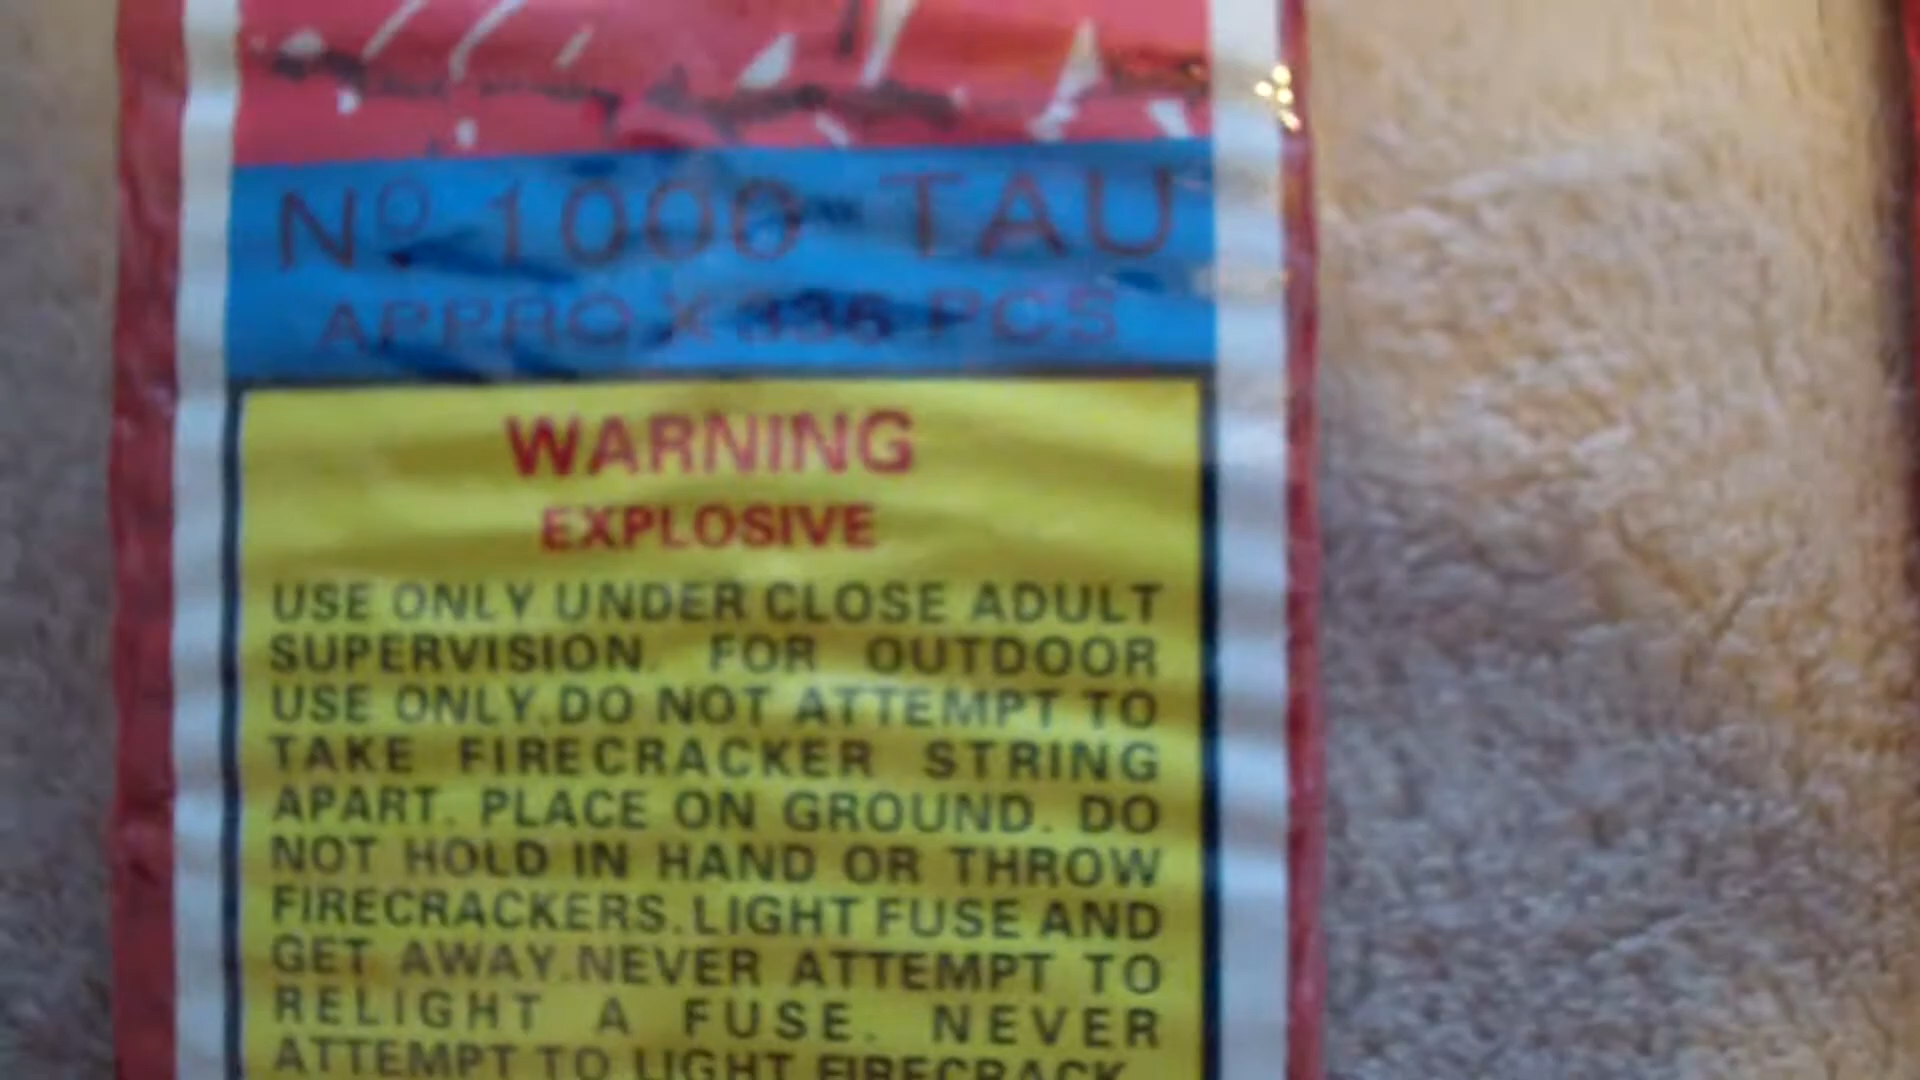 Nº 1000 TAU
APPROX 336 PCS
WARNING
EXPLOSIVE
USE ONLY UNDER CLOSE ADULT
SUPERVISION. FOR OUTDOOR
USE ONLY. DO NOT ATTEMPT TO
TAKE FIRECRACKER STRING
APART. PLACE ON GROUND. DO
NOT HOLD IN HAND OR THROW
FIRECRACKERS. LIGHT FUSE AND
GET AWAY. NEVER ATTEMPT TO
RELIGHT A FUSE. NEVER
ATTEMPT TO LIGHT FIRECRACK